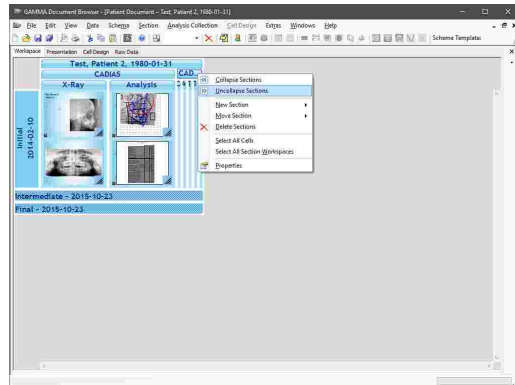 GAMMA Document Browser - [Patient Document – Test, Patient 2, 1980-01-31]
File Edit View Data Schema Section Analysis Collection Cell Design Extras Windows Help
Scheme Template:
Workspace Presentation Cell Design Raw Data
Test, Patient 2, 1980-01-31
CADIAS CAD...
X-Ray Analysis
Initial
2014-02-10
Intermediate - 2015-10-23
Final - 2015-10-23
Collapse Sections
Uncollapse Sections
New Section
Move Section
Delete Sections
Select All Cells
Select All Section Workspaces
Properties